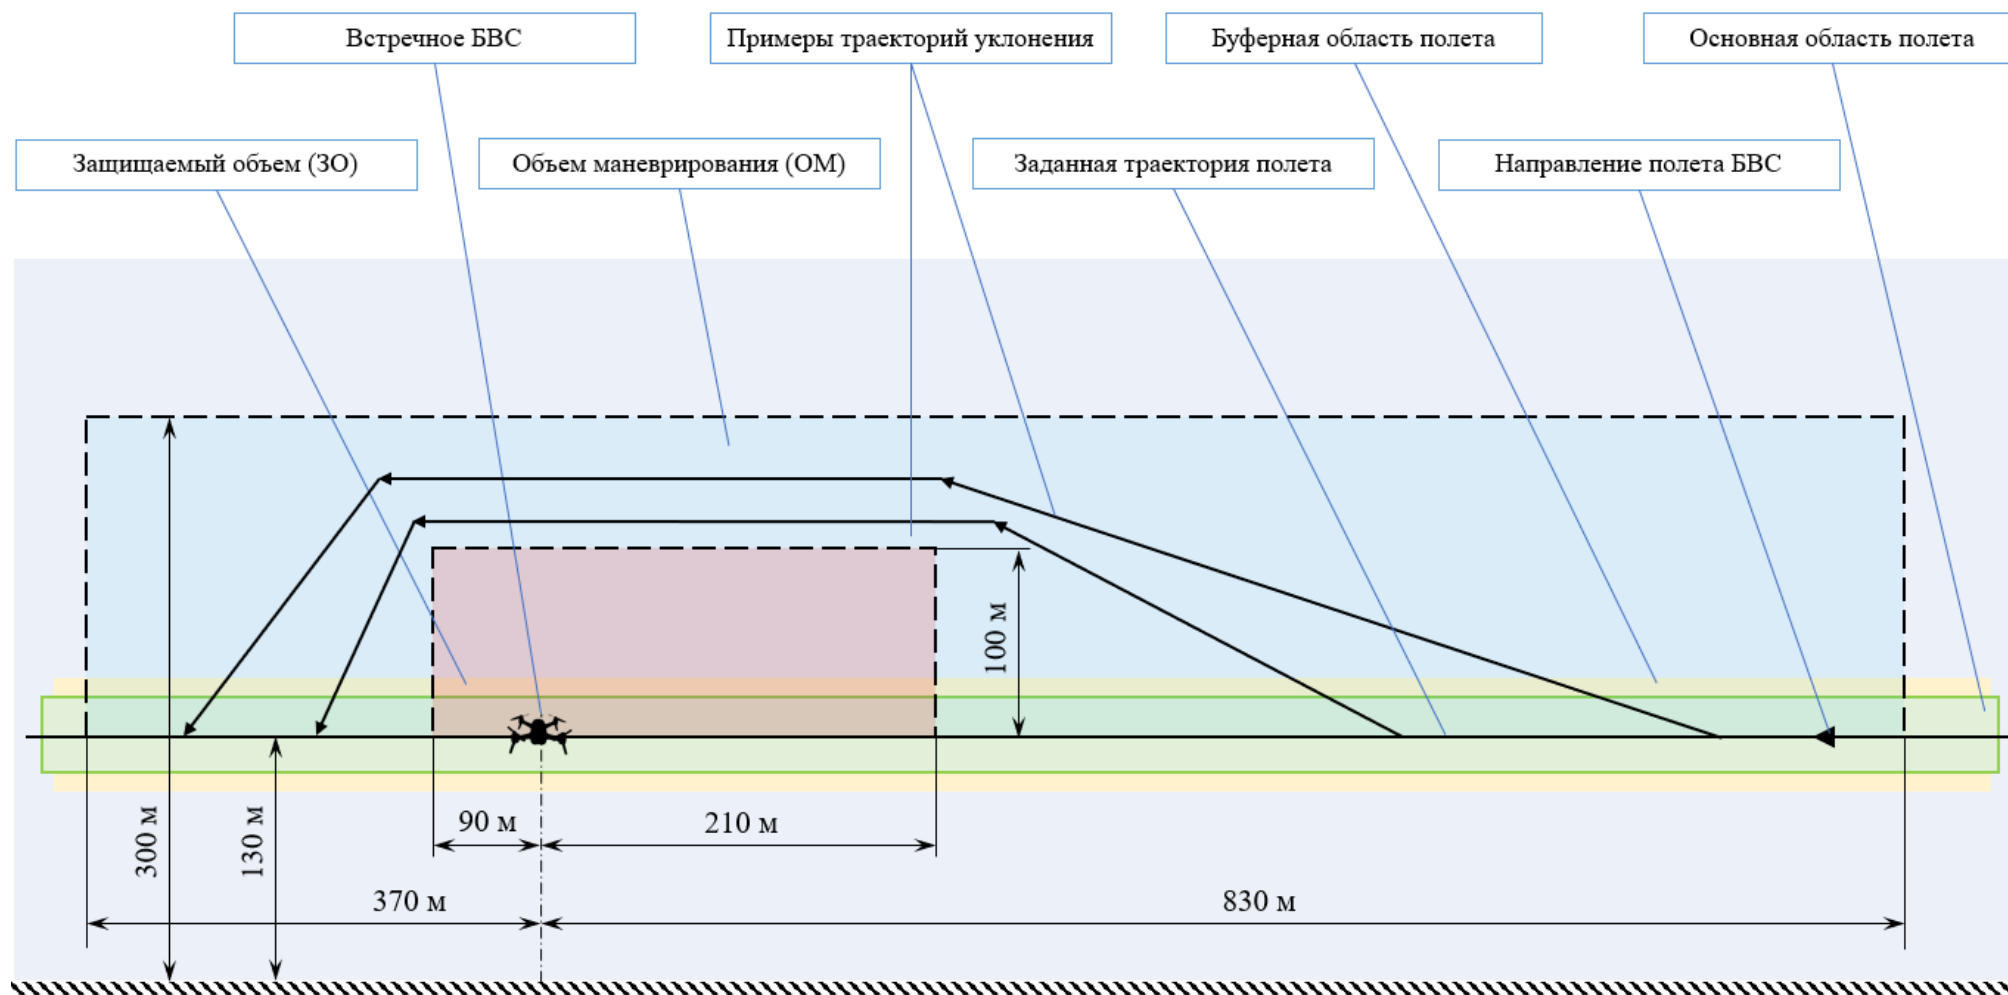 Встречное БВС
Примеры траекторий уклонения
Буферная область полета
Основная область полета
Защищаемый объем (ЗО)
Объем маневрирования (ОМ)
Заданная траектория полета
Направление полета БВС
100 м
300 м
130 м
90 м
210 м
370 м
830 м